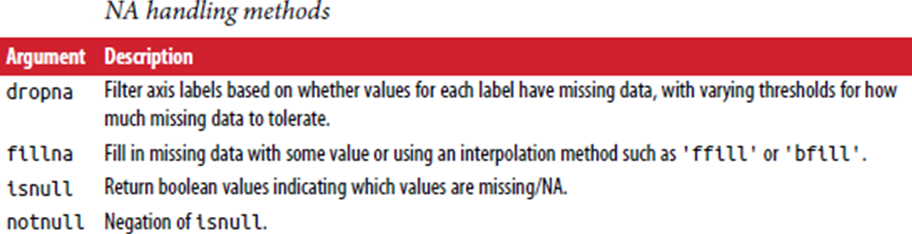 NA handling methods
Argument Description
dropna Filter axis labels based on whether values for each label have missing data, with varying thresholds for how
much missing data to tolerate.
fillna Fill in missing data with some value or using an interpolation method such as 'ffill' or 'bfill'.
isnull Return boolean values indicating which values are missing/NA.
notnull Negation of isnull.